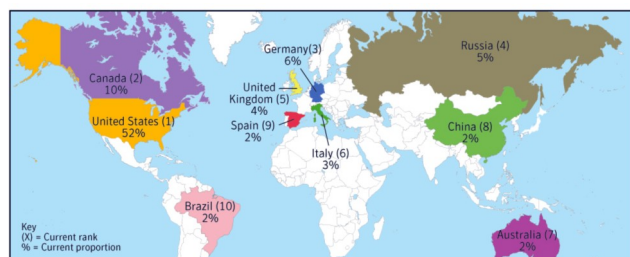 Germany(3)
6%
Russia (4)
5%
Canada (2)
10%
United
Kingdom (5)
4%
United States (1)
52%
Spain (9)
2%
China (8)
2%
Italy (6)
3%
Brazil (10)
2%
Australia (7)
2%
Key
(X) = Current rank
% = Current proportion